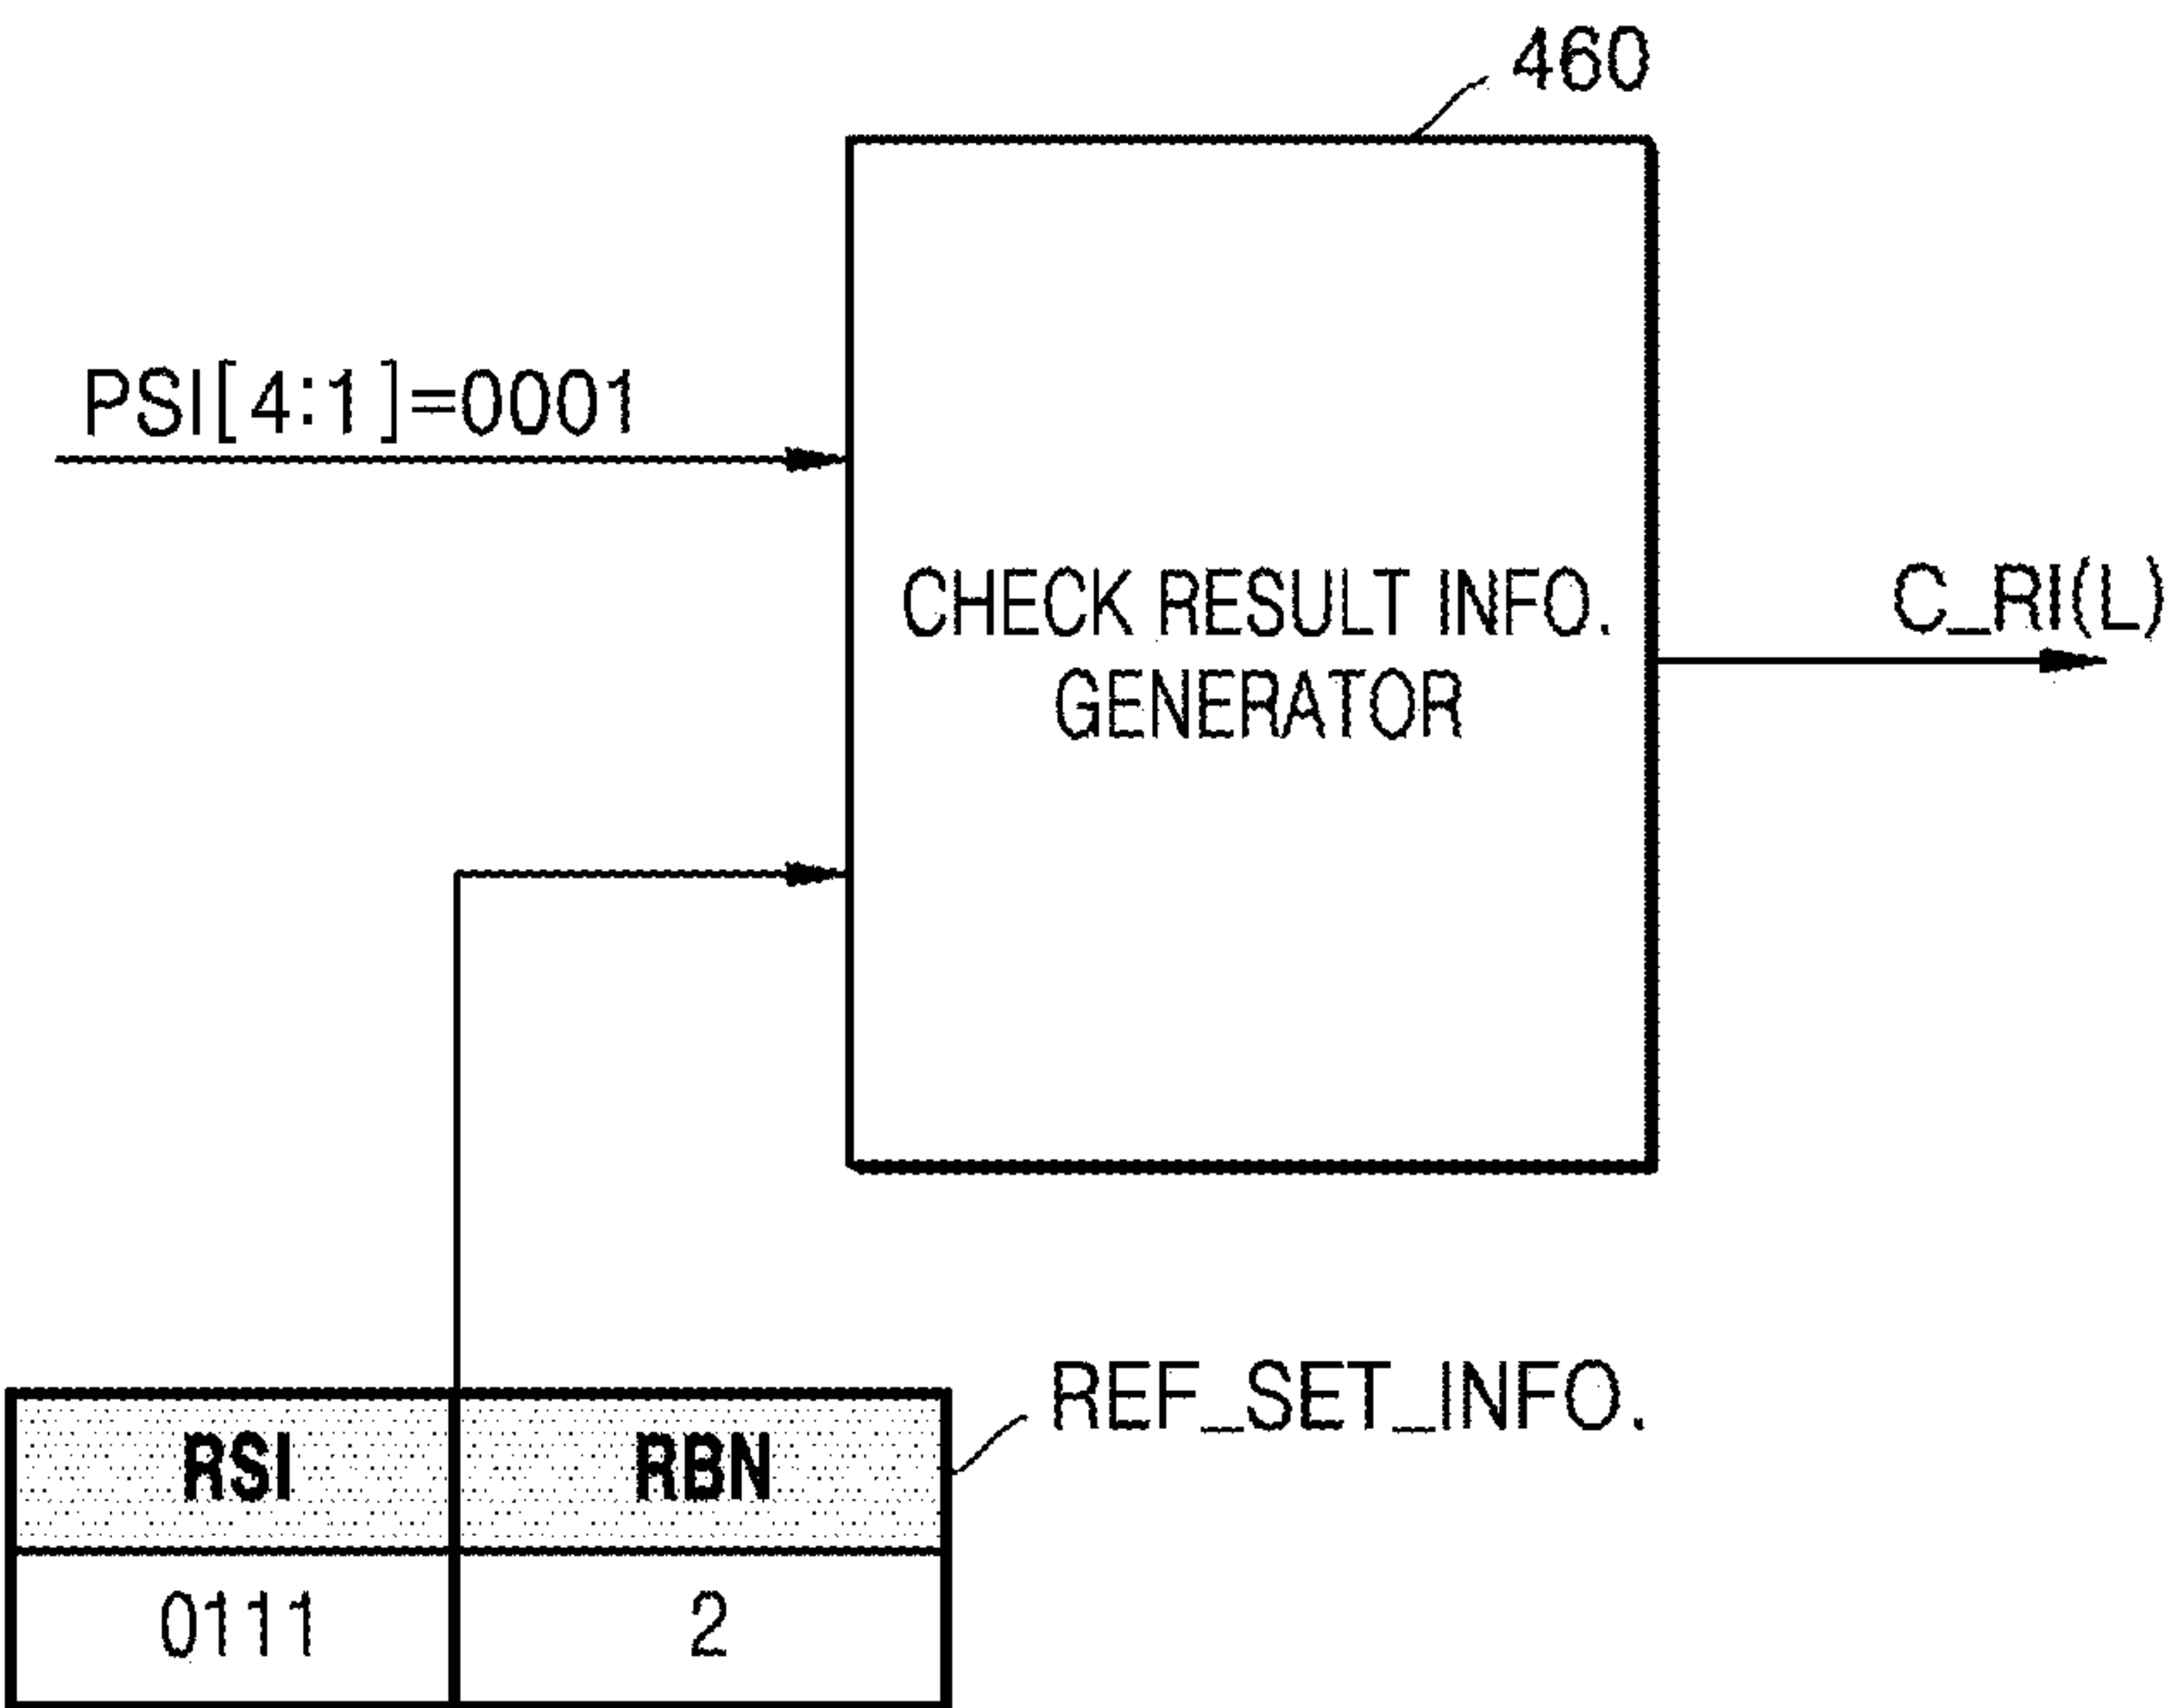 460
PSI[4:1]=0001
CHECK RESULT INFO.
GENERATOR
C_RI(L)
REF_SET_INFO.
RSI RBN
0111 2